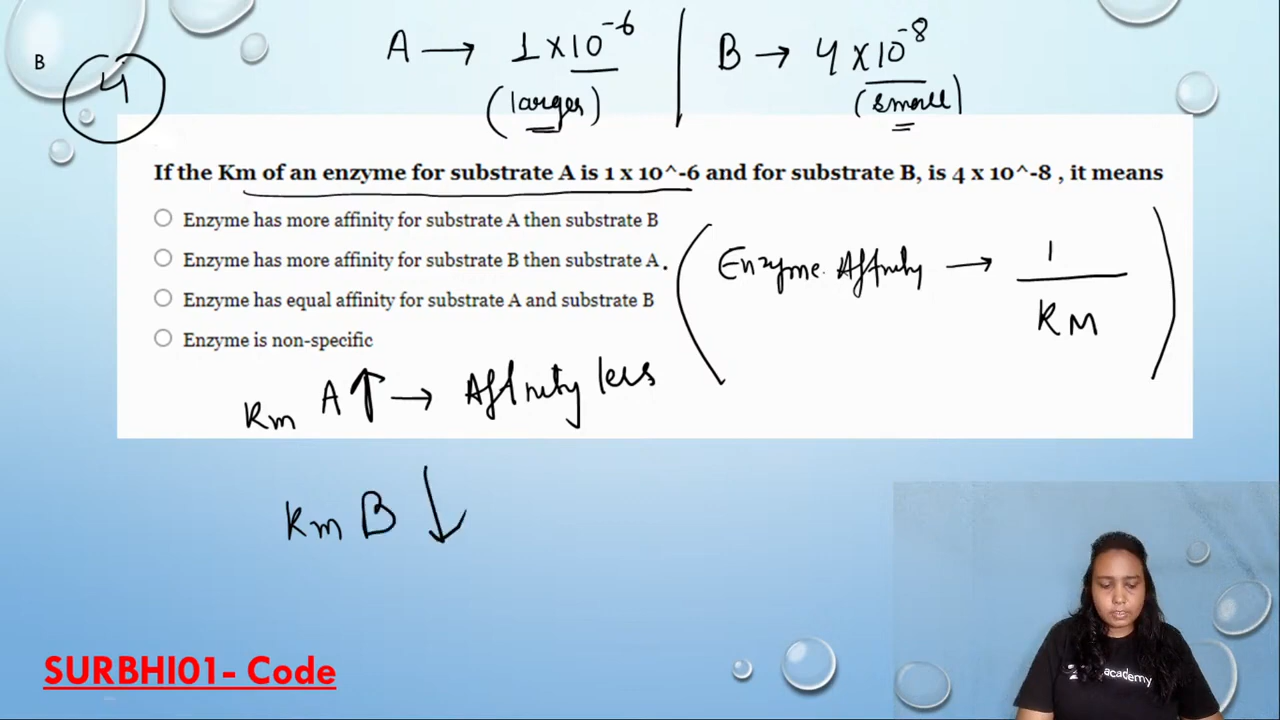 A → 1 × 10⁻⁶ | B → 4 × 10⁻⁸
(larger) (small)
B
4
If the Km of an enzyme for substrate A is 1 x 10^-6 and for substrate B, is 4 x 10^-8 , it means
Enzyme has more affinity for substrate A then substrate B
Enzyme has more affinity for substrate B then substrate A.
Enzyme has equal affinity for substrate A and substrate B
Enzyme is non-specific
Enzyme Affinity → 1
KM
Km A ↑ → Affinity less
Km B ↓
academy
SURBHI01- Code